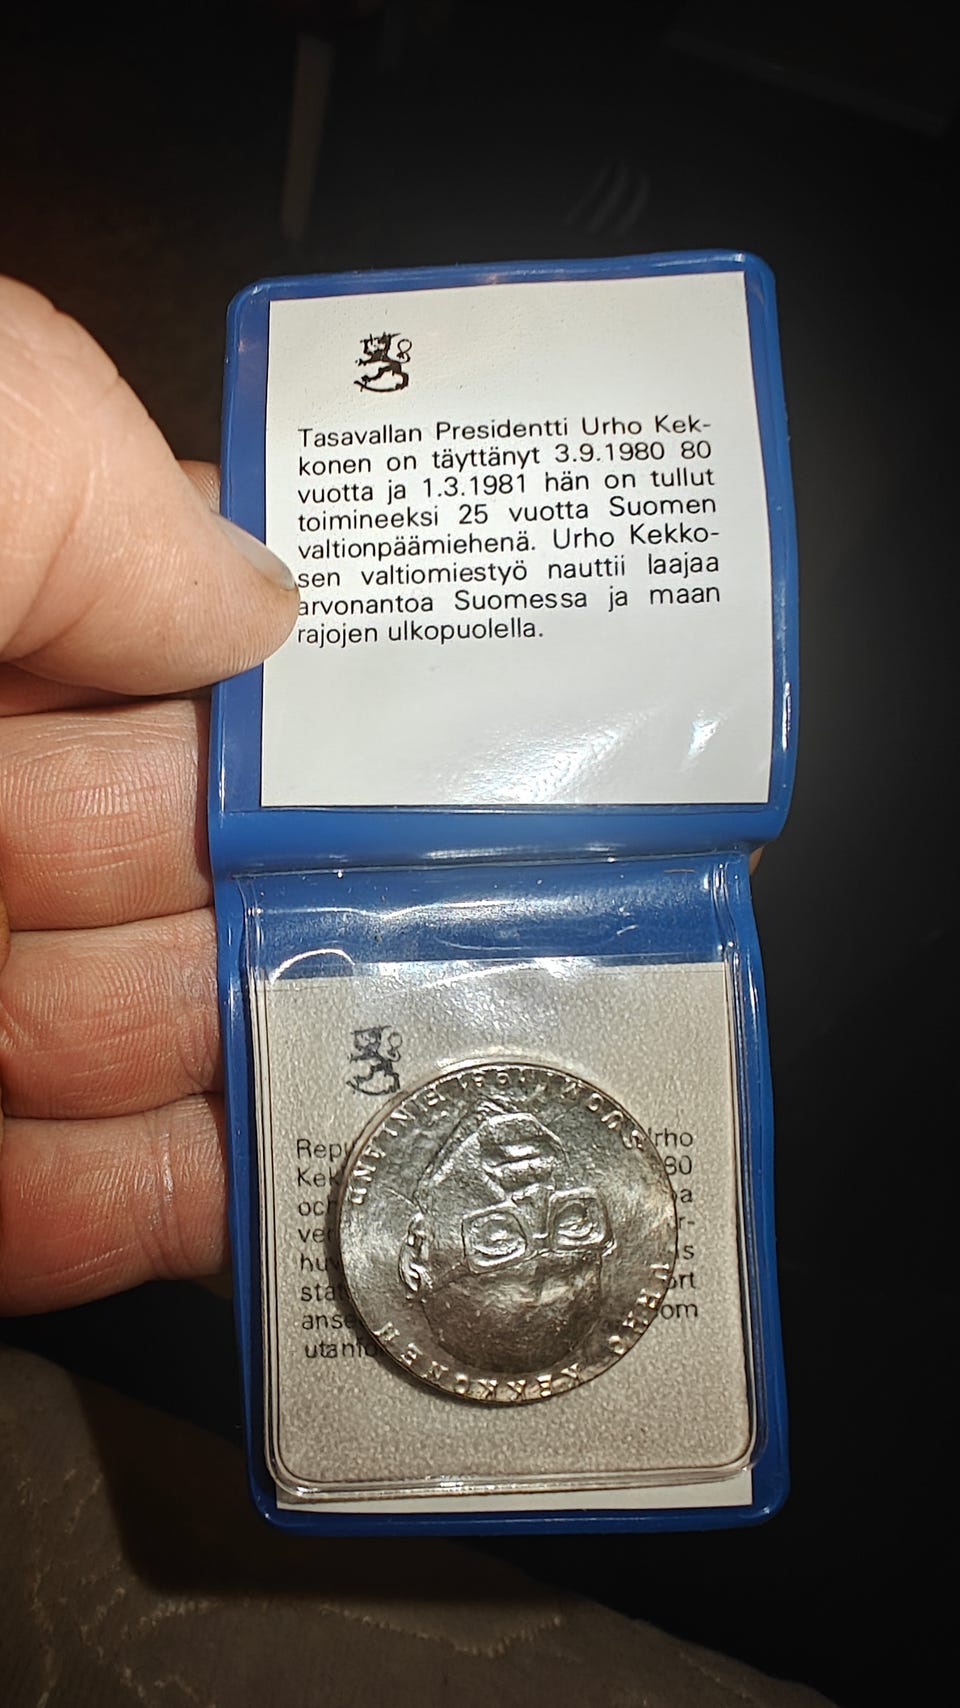 Tasavallan Presidentti Urho Kek-
konen on täyttänyt 3.9.1980 80
vuotta ja 1.3.1981 hän on tullut
toimineeksi 25 vuotta Suomen
valtionpäämiehenä. Urho Kekko-
sen valtiomiestyö nauttii laajaa
arvonantoa Suomessa ja maan
rajojen ulkopuolella.
URHO KEKKONEN
SUOMI 1981 FINLAND